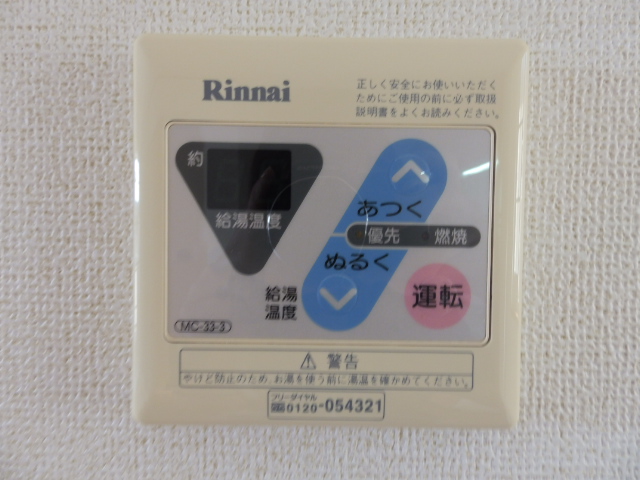 Rinnai
正しく安全にお使いいただく
ためにご使用の前に必ず取扱
説明書をよくお読みください。
約
給湯温度
あつく
優先 燃焼
ぬるく
給湯
温度
運転
MC-33-3
⚠ 警告
やけど防止のため、お湯を使う前に湯温を確かめてください。
フリーダイヤル
0120-054321